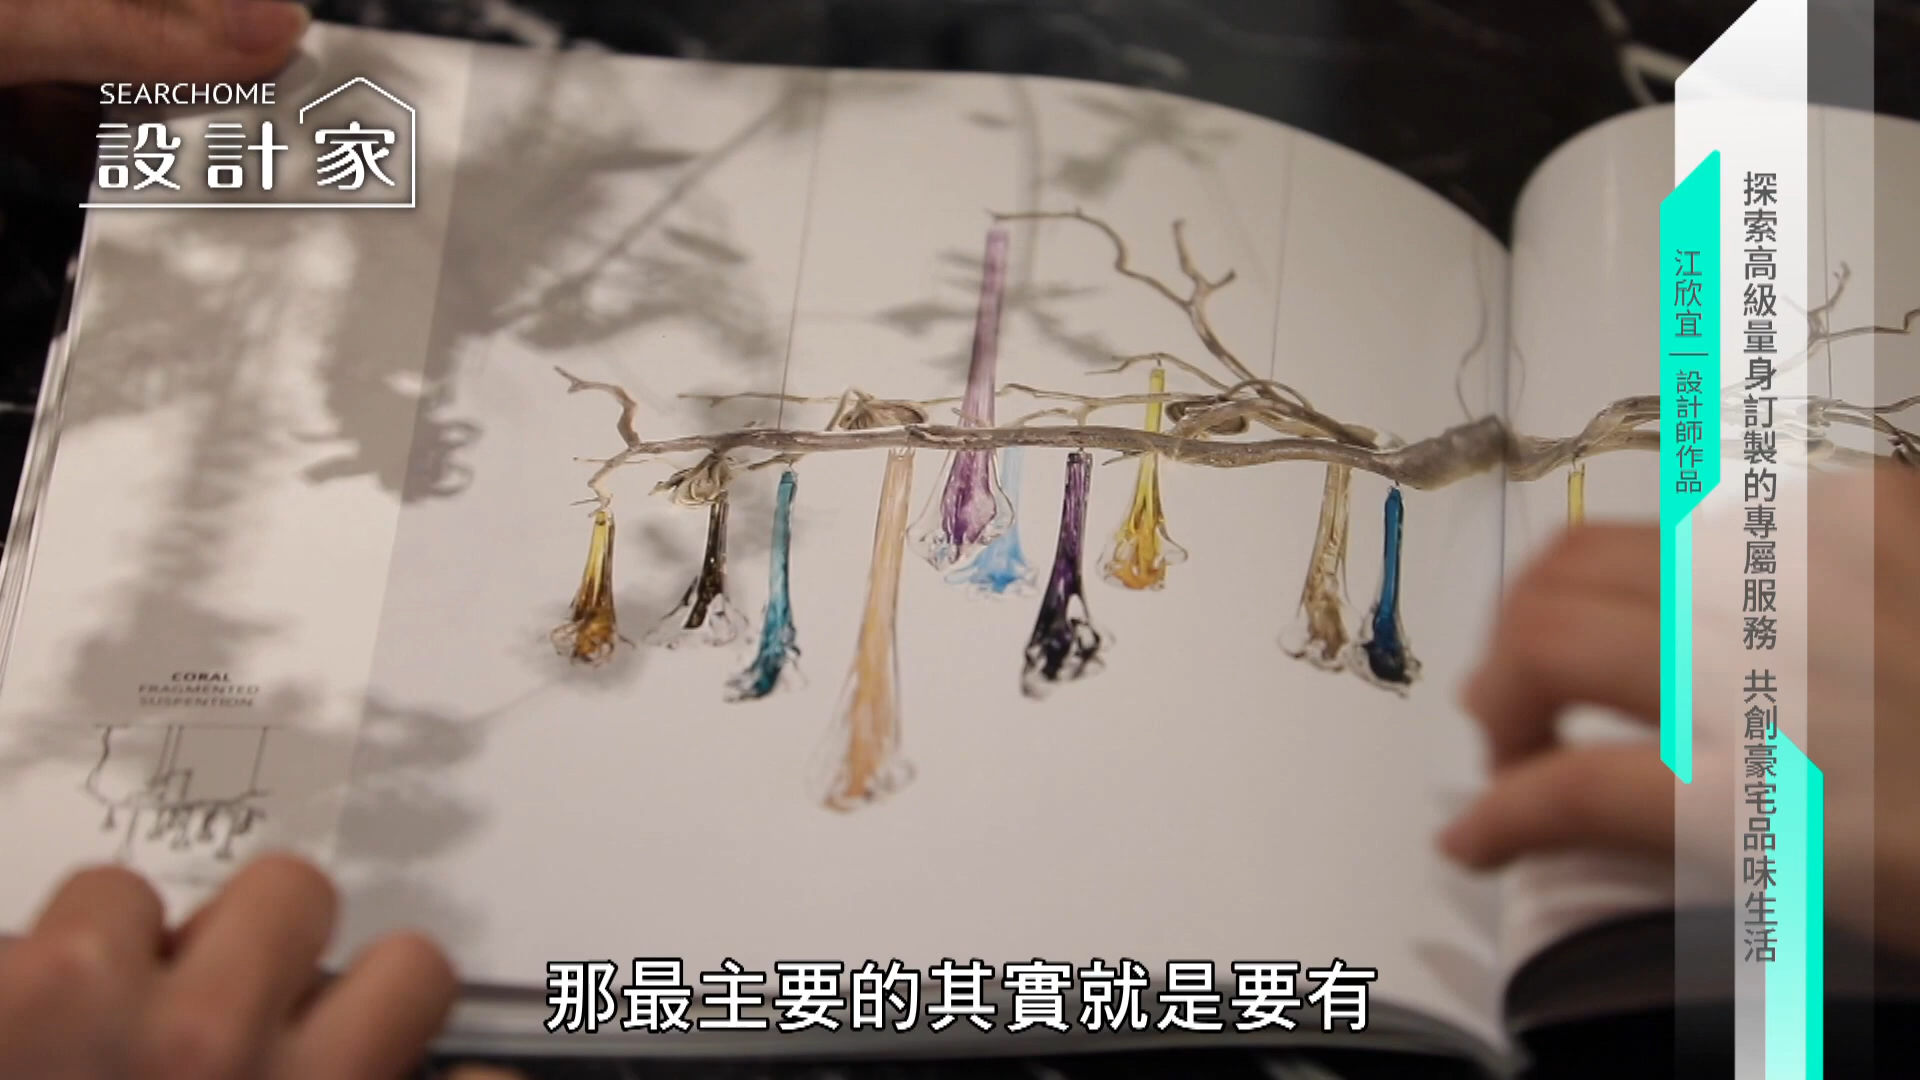 SEARCHOME
設計家
探索高級量身訂製的專屬服務 共創豪宅品味生活
江欣宜｜設計師作品
CORAL
FRAGMENTED
SUSPENTION
那最主要的其實就是要有